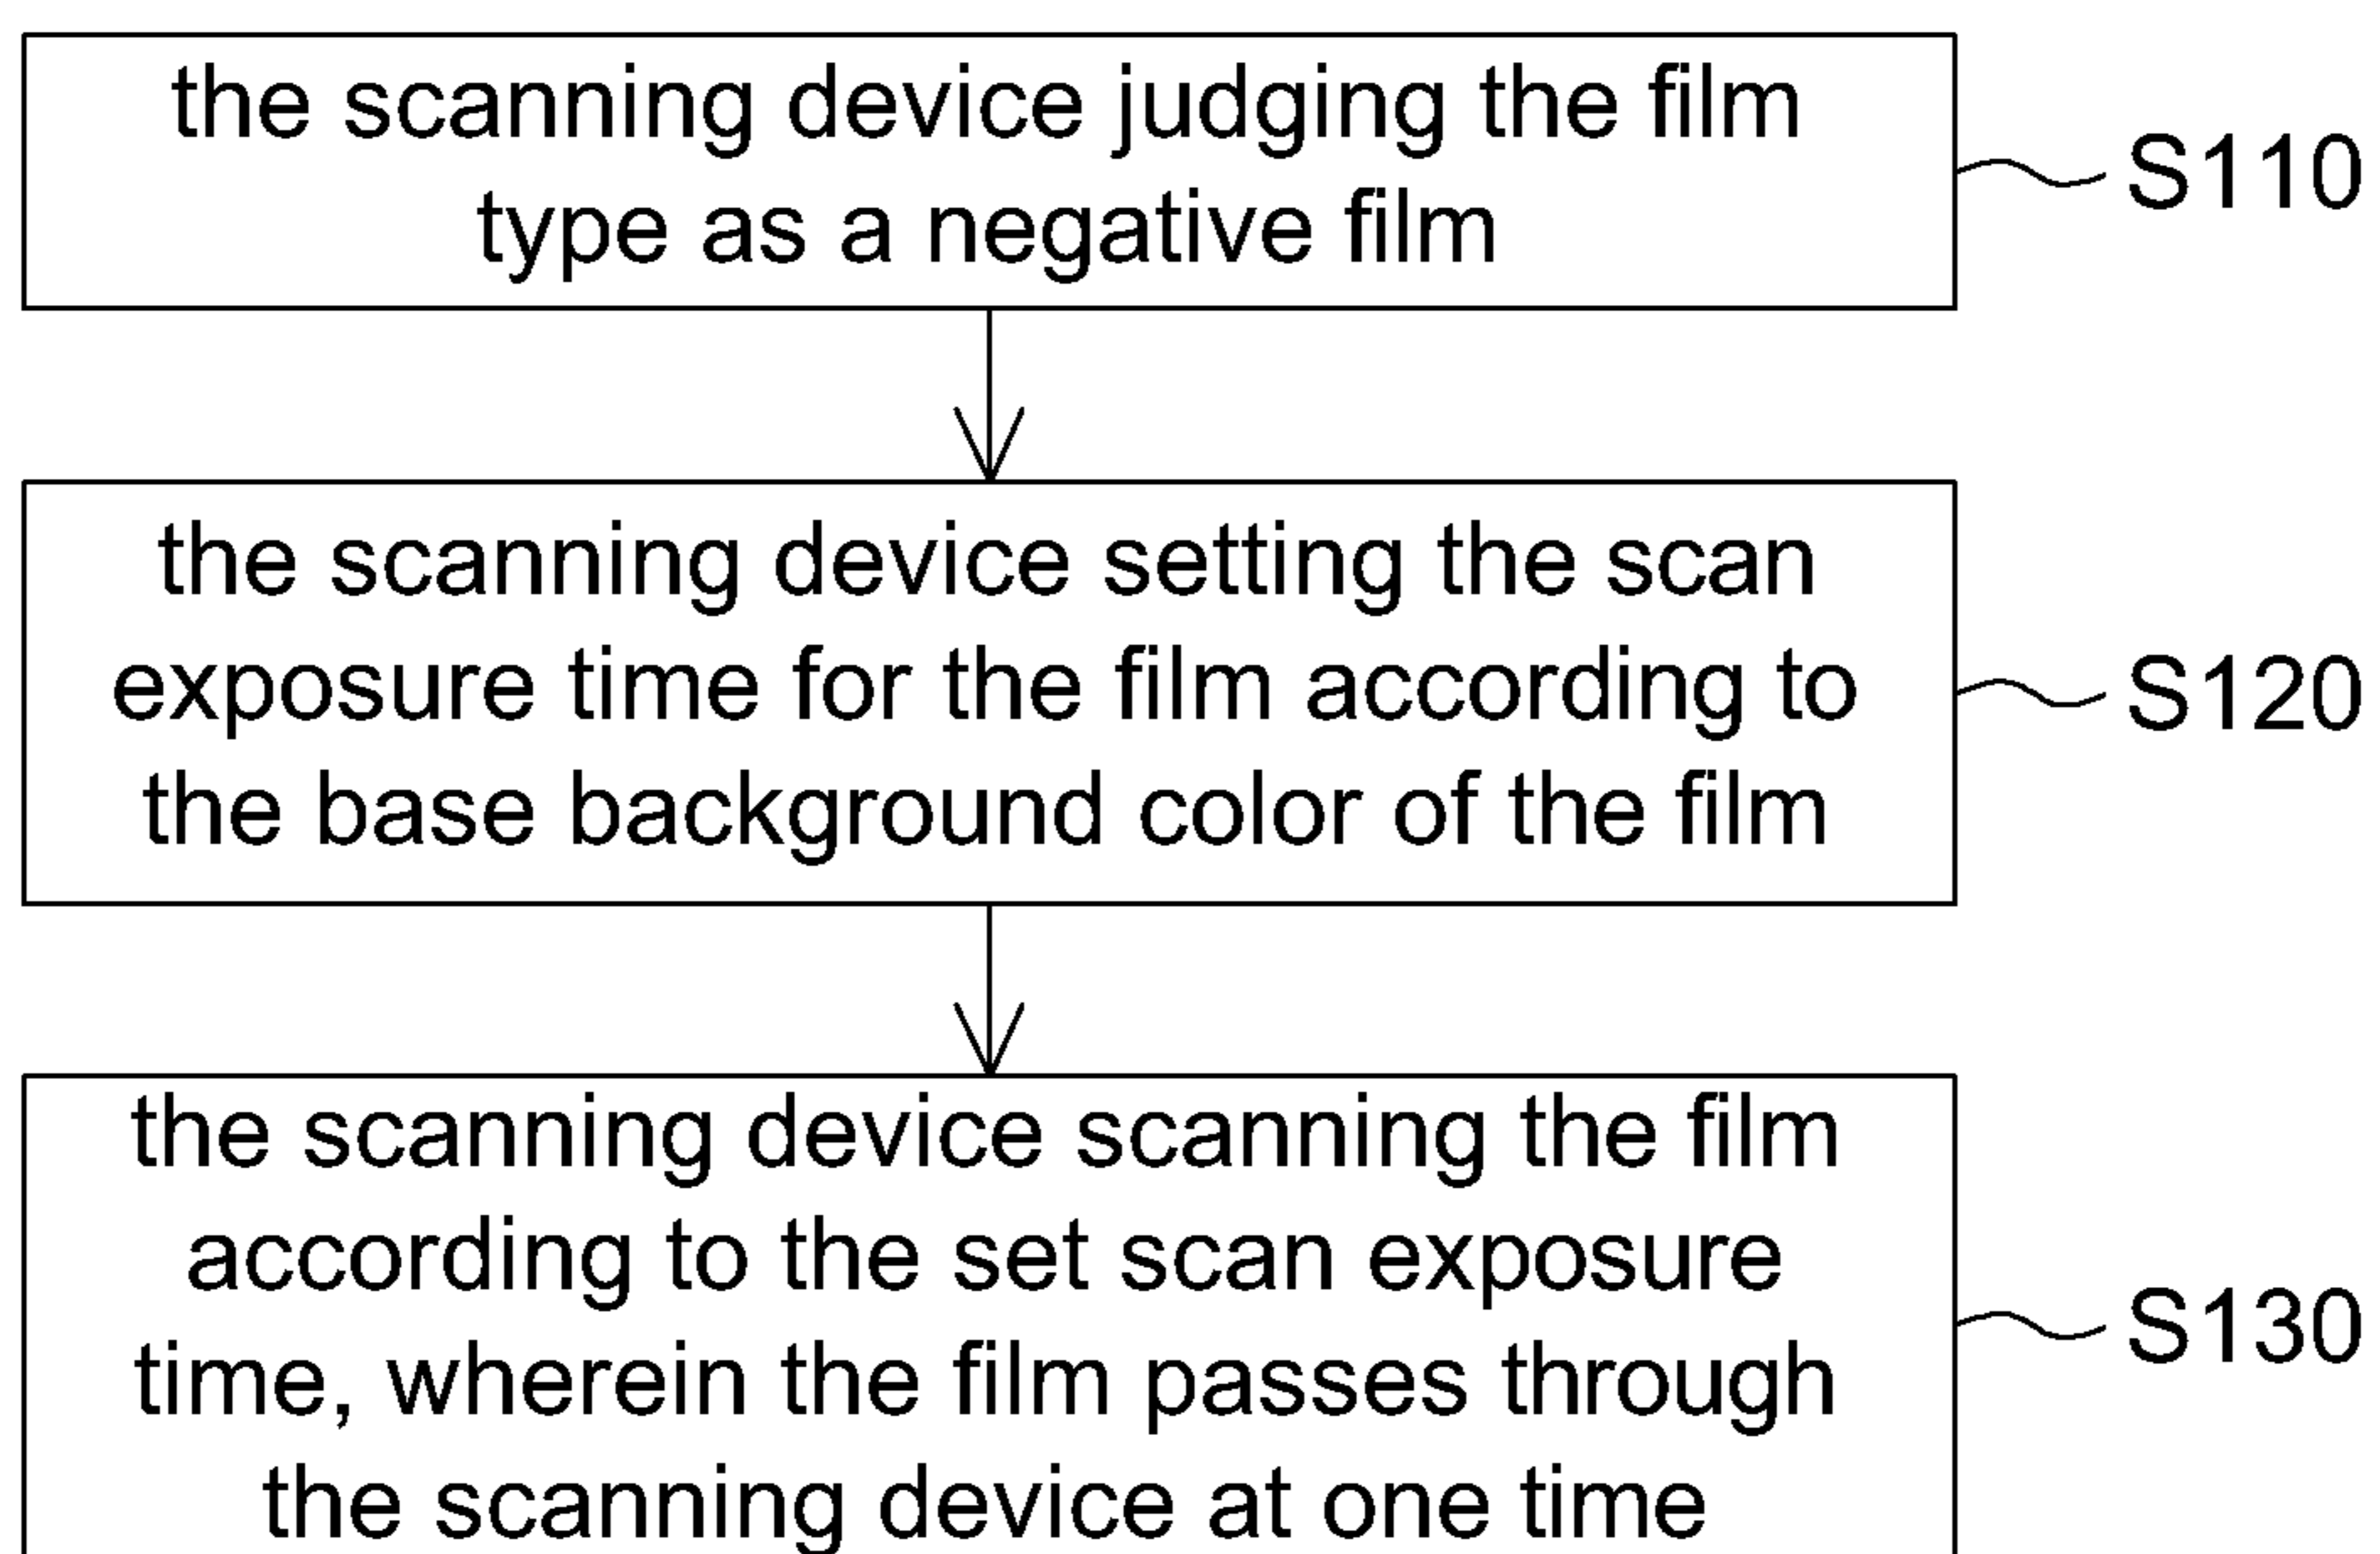 the scanning device judging the film
type as a negative film
S110
the scanning device setting the scan
exposure time for the film according to
the base background color of the film
S120
the scanning device scanning the film
according to the set scan exposure
time, wherein the film passes through
the scanning device at one time
S130